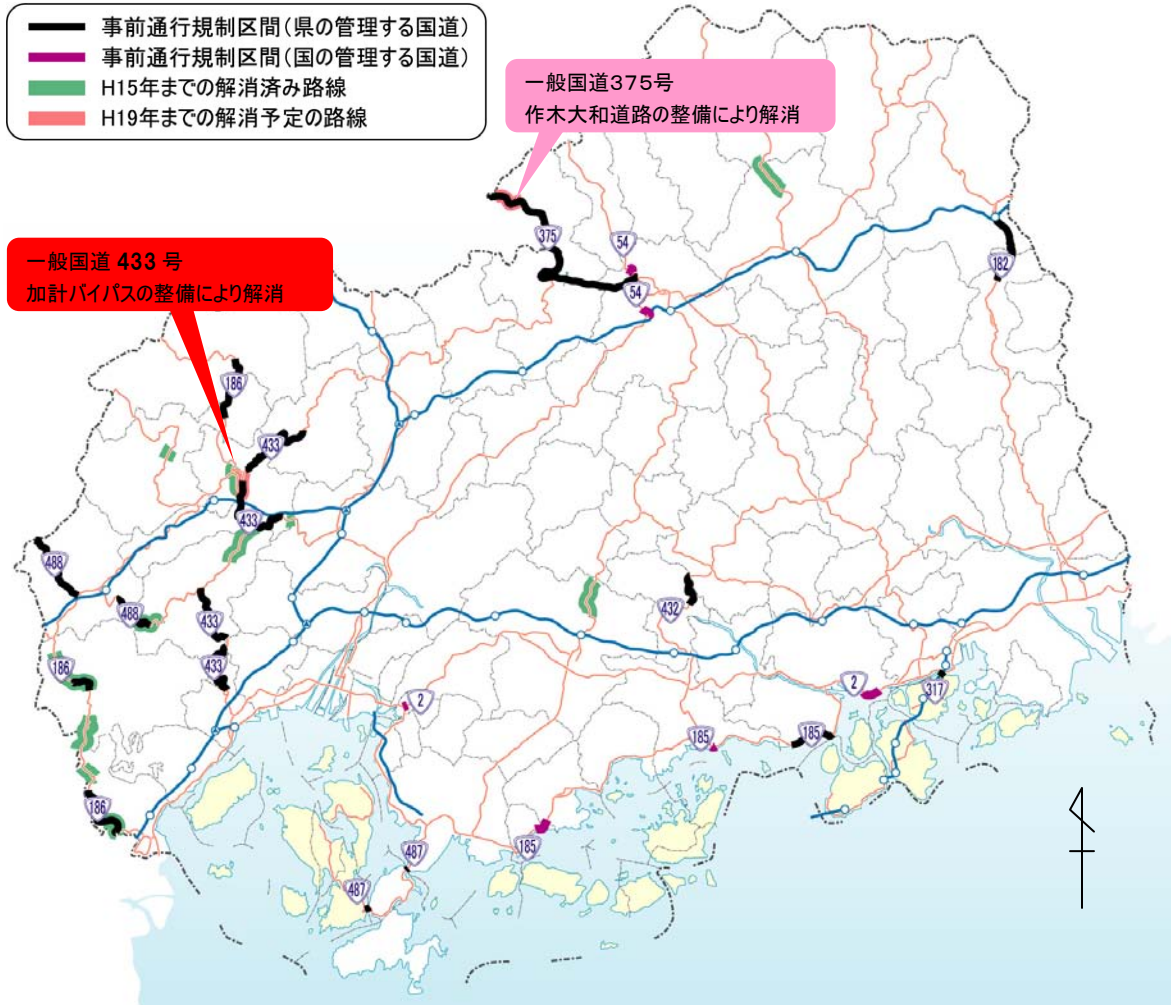 事前通行規制区間(県の管理する国道)
事前通行規制区間(国の管理する国道)
H15年までの解消済み路線
H19年までの解消予定の路線
一般国道375号
作木大和道路の整備により解消
一般国道 433 号
加計バイパスの整備により解消
375
54
54
182
186
433
433
488
488
433
433
432
186
2
2
317
185
185
186
185
487
487